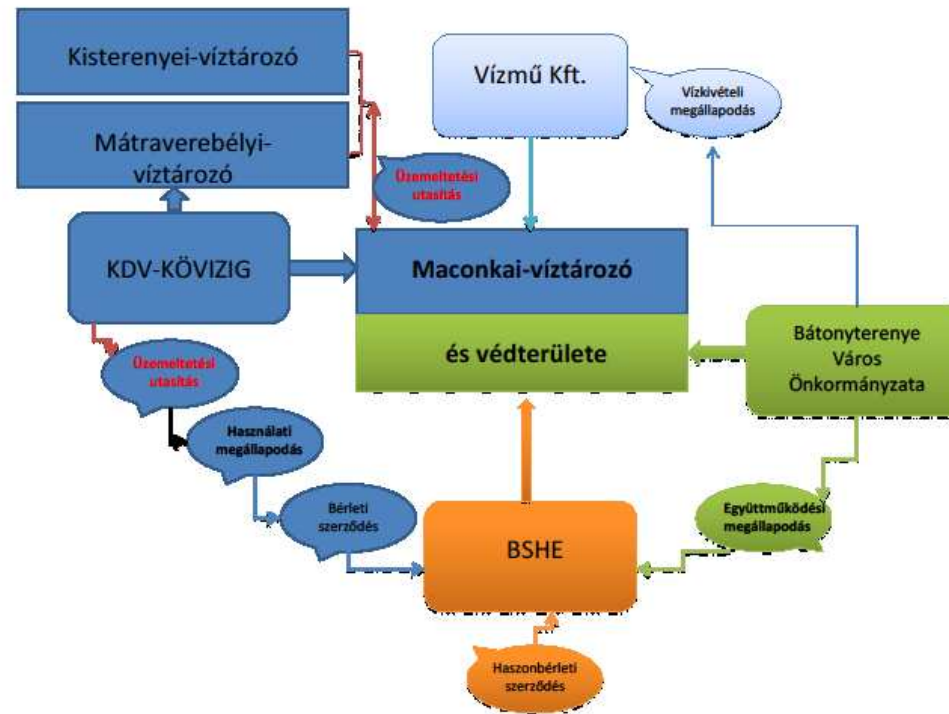 Kisterenyei-víztározó
Mátraverebélyi-
víztározó
Vízmű Kft.
Vízkivételi
megállapodás
Üzemeltetési
utasítás
KDV-KÖVIZIG
Maconkai-víztározó
és védterülete
Bátonyterenye
Város
Önkormányzata
Üzemeltetési
utasítás
Használati
megállapodás
Bérleti
szerződés
BSHE
Együttműködési
megállapodás
Haszonbérleti
szerződés